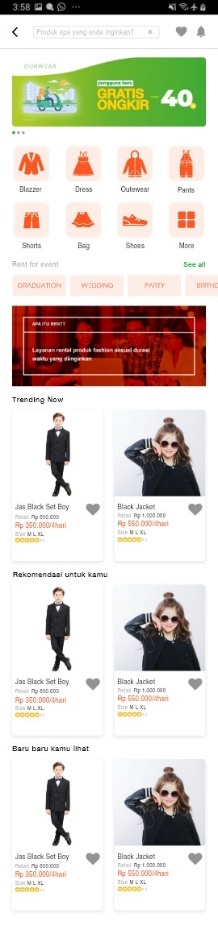 3:58
Produk apa yang anda inginkan?
OURWEAR
pengguna baru
GRATIS
ONGKIR
40.
Blazzer Dress Outewear Pants
Shorts Bag Shoes More
Rent for event See all
GRADUATION WEDDING PARTY BIRTHD
APA ITU RENT?
Layanan rental produk fashion sesuai durasi
waktu yang diinginkan
Trending Now
Jas Black Set Boy
Retail Rp 690.000
Rp 350.000/4hari
Size M L XL
Black Jacket
Retail Rp 1.000.000
Rp 550.000/4hari
Size M L XL
Rekomendasi untuk kamu
Jas Black Set Boy
Retail Rp 690.000
Rp 350.000/4hari
Size M L XL
Black Jacket
Retail Rp 1.000.000
Rp 550.000/4hari
Size M L XL
Baru baru kamu lihat
Jas Black Set Boy
Retail Rp 690.000
Rp 350.000/4hari
Size M L XL
Black Jacket
Retail Rp 1.000.000
Rp 550.000/4hari
Size M L XL